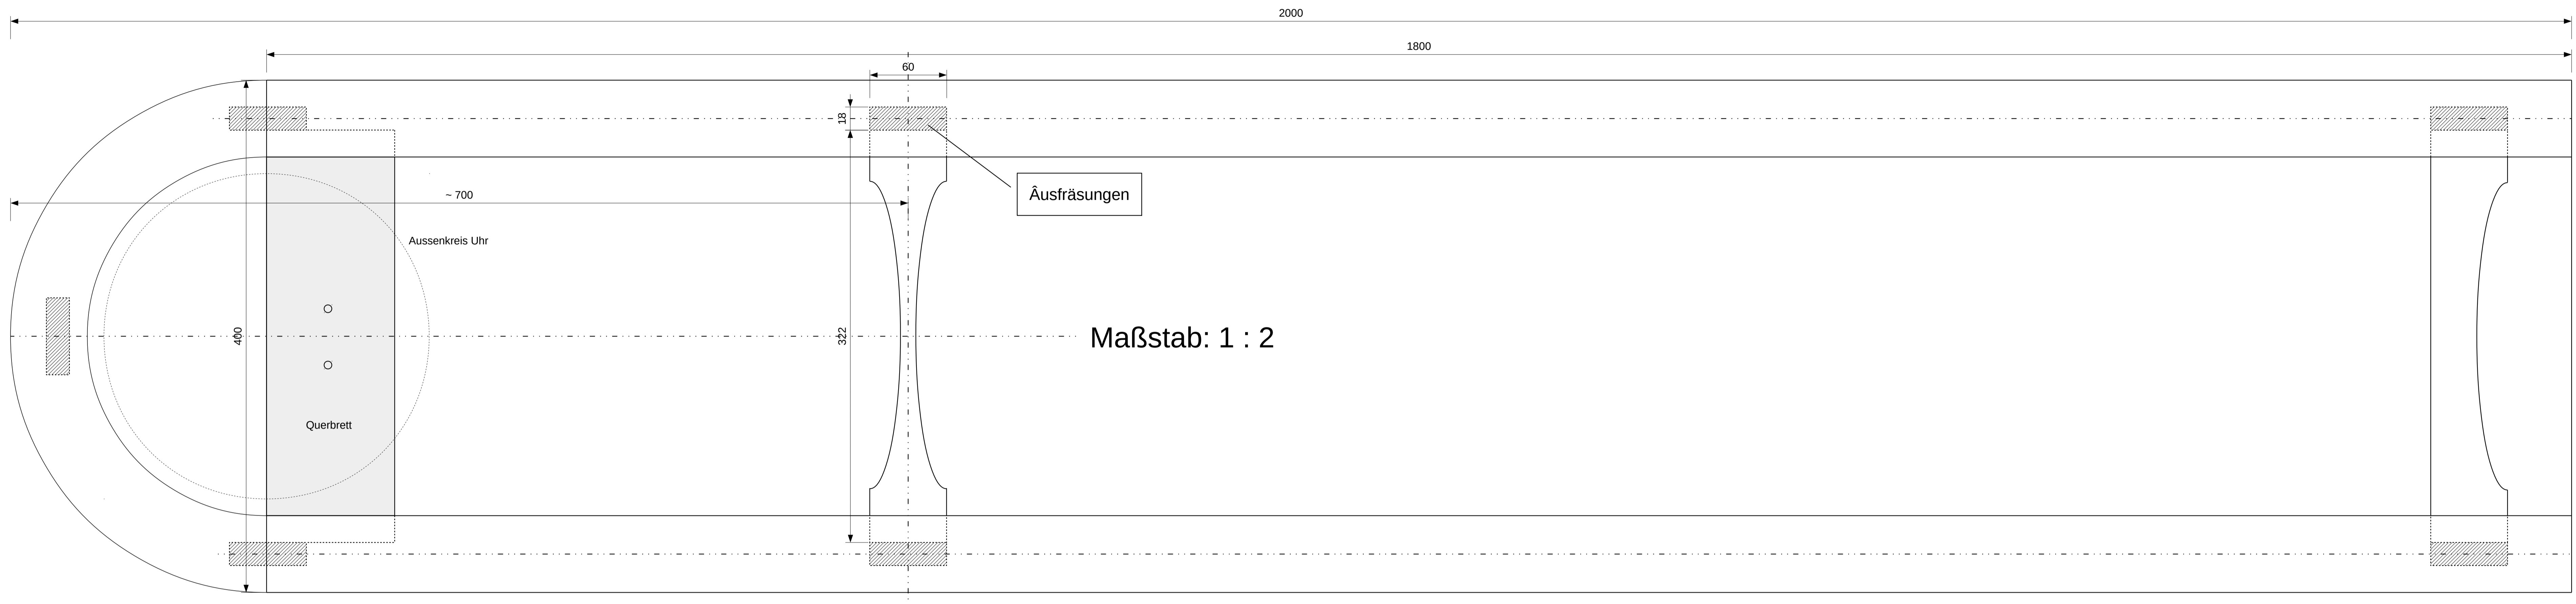 2000
1800
60
18
~ 700
Âusfräsungen
Aussenkreis Uhr
400
322
Maßstab: 1 : 2
Querbrett